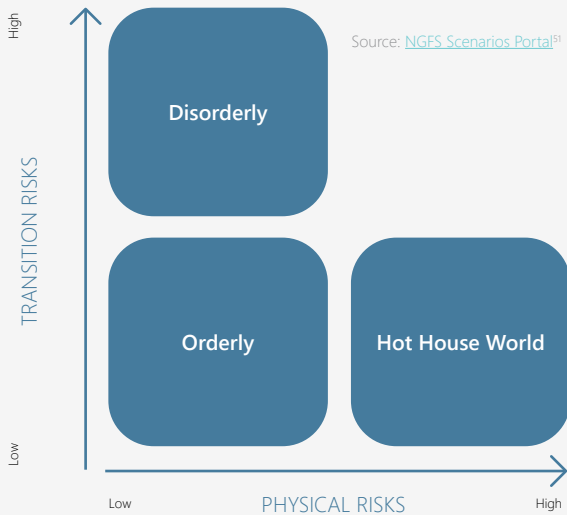 High
Source: NGFS Scenarios Portal51
Disorderly
TRANSITION RISKS
Orderly
Hot House World
Low
Low
PHYSICAL RISKS
High